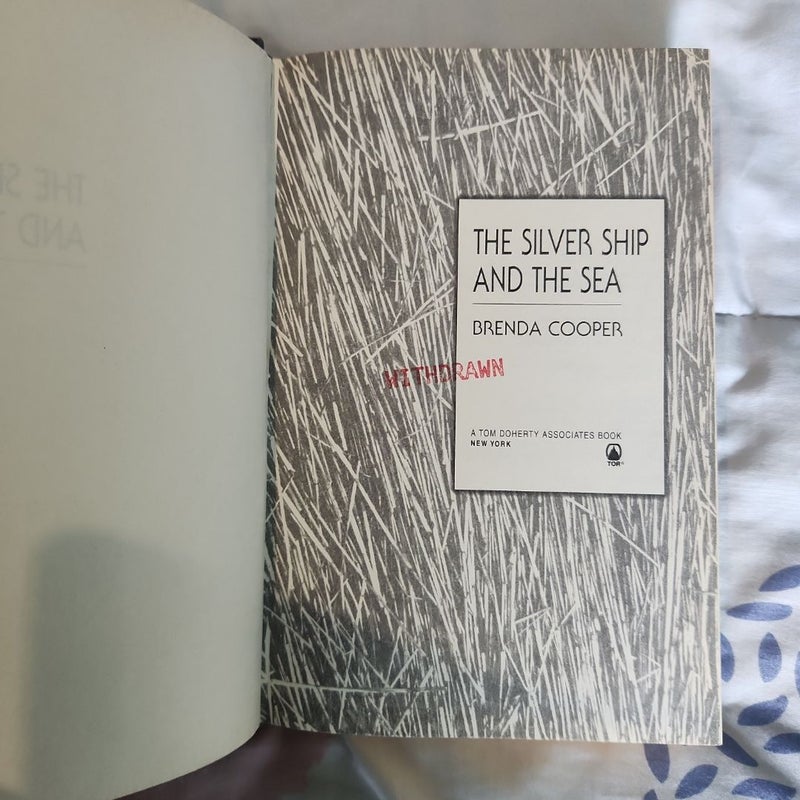 THE SILVER SHIP
AND THE SEA
BRENDA COOPER
WITHDRAWN
A TOM DOHERTY ASSOCIATES BOOK
NEW YORK
TOR®